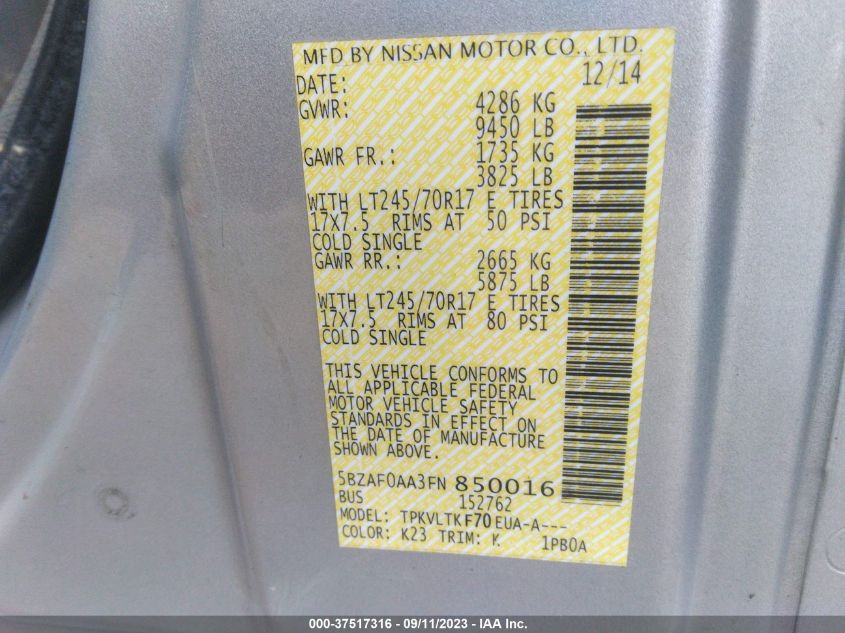 MFD BY NISSAN MOTOR CO., LTD.
DATE: 12/14
GVWR: 4286 KG
9450 LB
GAWR FR.: 1735 KG
3825 LB
WITH LT245/70R17 E TIRES
17X7.5 RIMS AT 50 PSI
COLD SINGLE
GAWR RR.: 2665 KG
5875 LB
WITH LT245/70R17 E TIRES
17X7.5 RIMS AT 80 PSI
COLD SINGLE
THIS VEHICLE CONFORMS TO
ALL APPLICABLE FEDERAL
MOTOR VEHICLE SAFETY
STANDARDS IN EFFECT ON
THE DATE OF MANUFACTURE
SHOWN ABOVE.
5BZAF0AA3FN 850016
BUS 152762
MODEL: TPKVLTKF70EUA-A---
COLOR: K23 TRIM: K 1PB0A
000-37517316 - 09/11/2023 - IAA Inc.